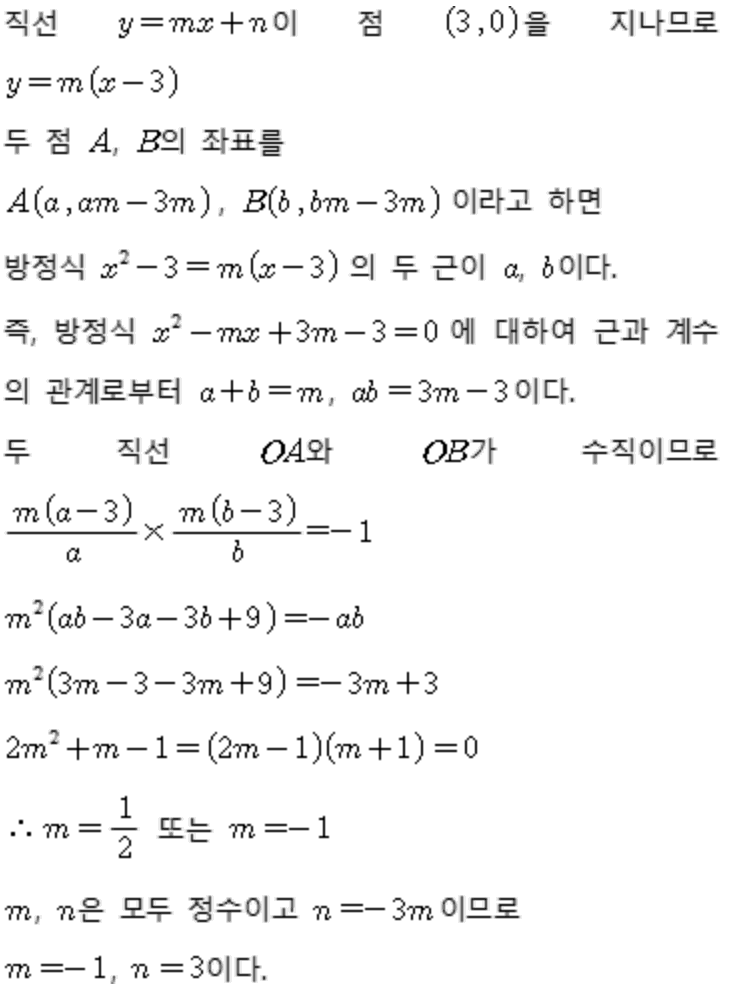 직선 y=mx+n이 점 (3,0)을 지나므로
y=m(x-3)
두 점 A, B의 좌표를
A(a,am-3m), B(b,bm-3m) 이라고 하면
방정식 x²-3=m(x-3)의 두 근이 a, b이다.
즉, 방정식 x²-mx+3m-3=0 에 대하여 근과 계수
의 관계로부터 a+b=m, ab=3m-3이다.
두 직선 OA와 OB가 수직이므로
m(a-3)/a × m(b-3)/b = -1
m²(ab-3a-3b+9)=-ab
m²(3m-3-3m+9)=-3m+3
2m²+m-1=(2m-1)(m+1)=0
∴ m=1/2 또는 m=-1
m, n은 모두 정수이고 n=-3m이므로
m=-1, n=3이다.